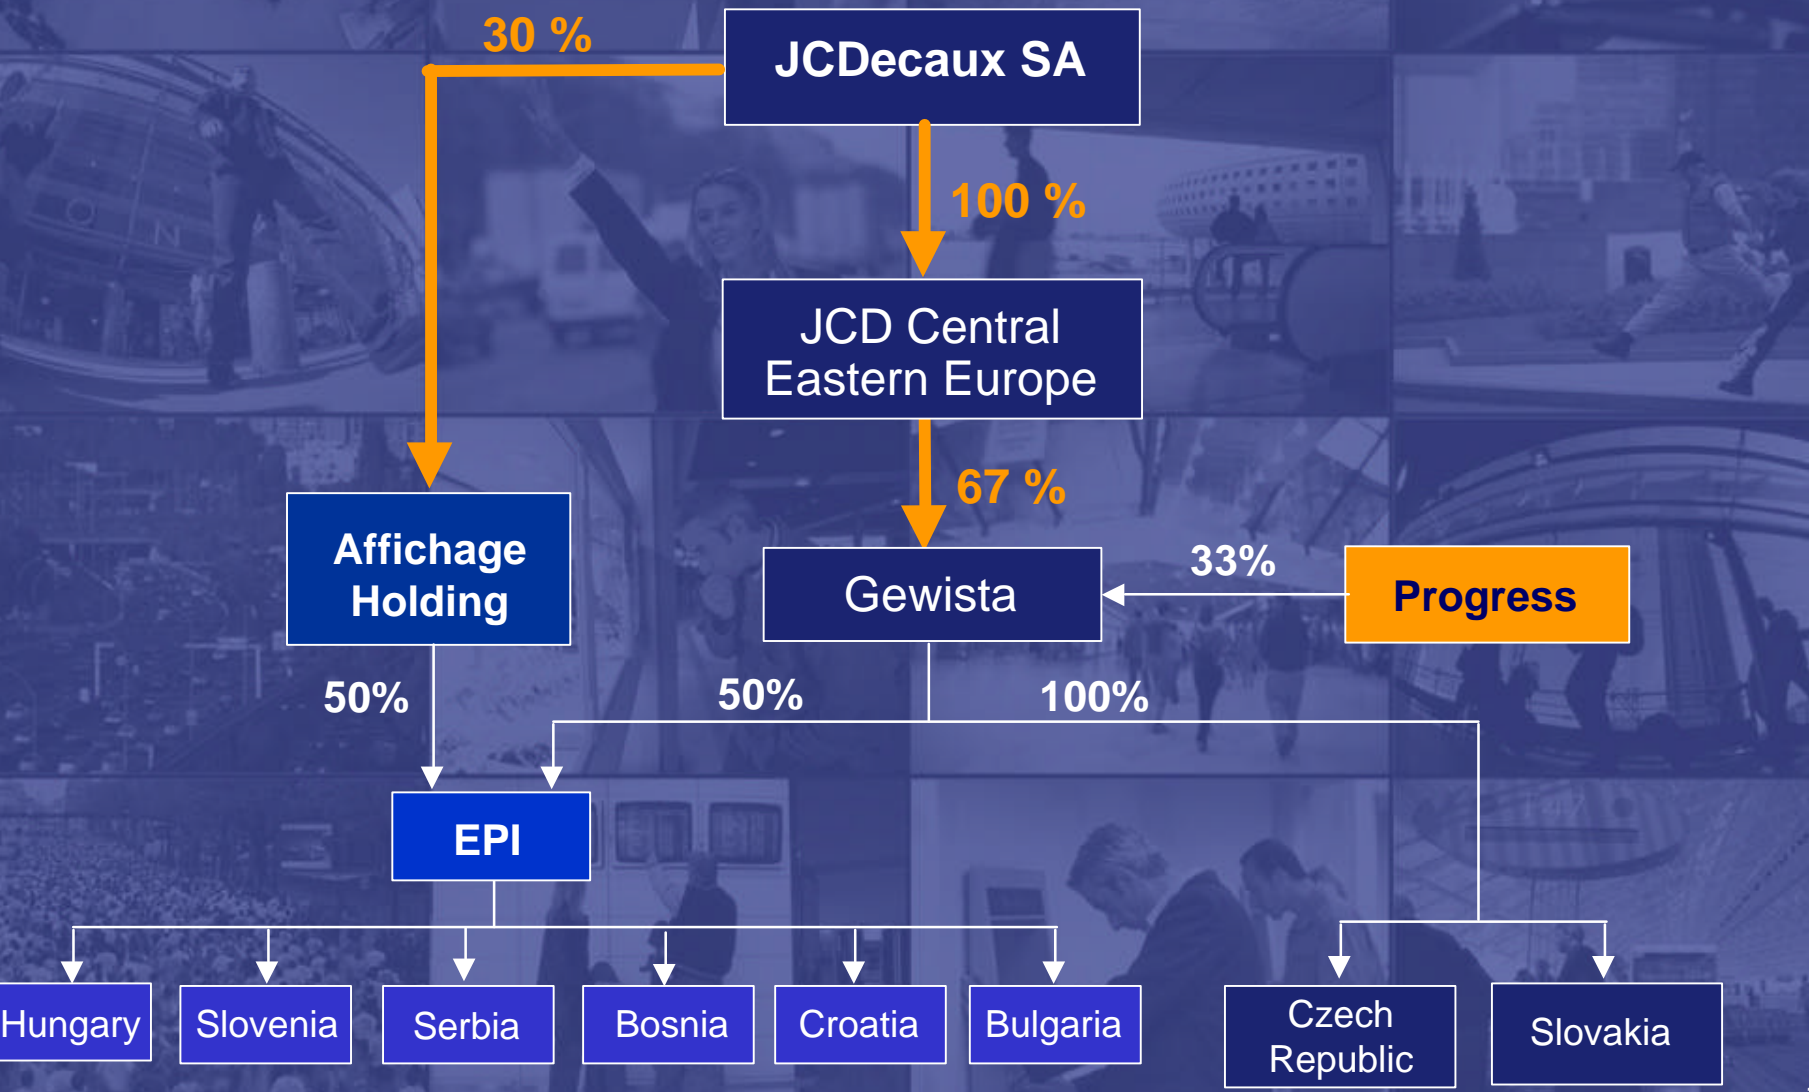 30 %
JCDecaux SA
100 %
JCD Central
Eastern Europe
67 %
Affichage
Holding
Gewista
33%
Progress
50%
50%
100%
EPI
Hungary
Slovenia
Serbia
Bosnia
Croatia
Bulgaria
Czech
Republic
Slovakia